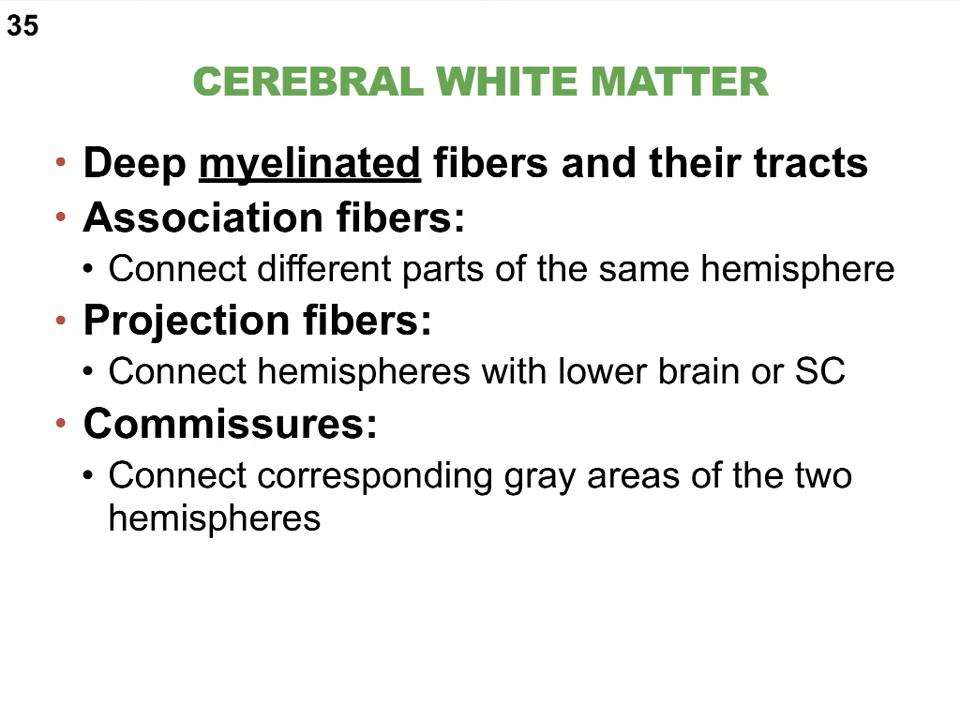 35
CEREBRAL WHITE MATTER
• Deep myelinated fibers and their tracts
• Association fibers:
• Connect different parts of the same hemisphere
• Projection fibers:
• Connect hemispheres with lower brain or SC
• Commissures:
• Connect corresponding gray areas of the two
hemispheres